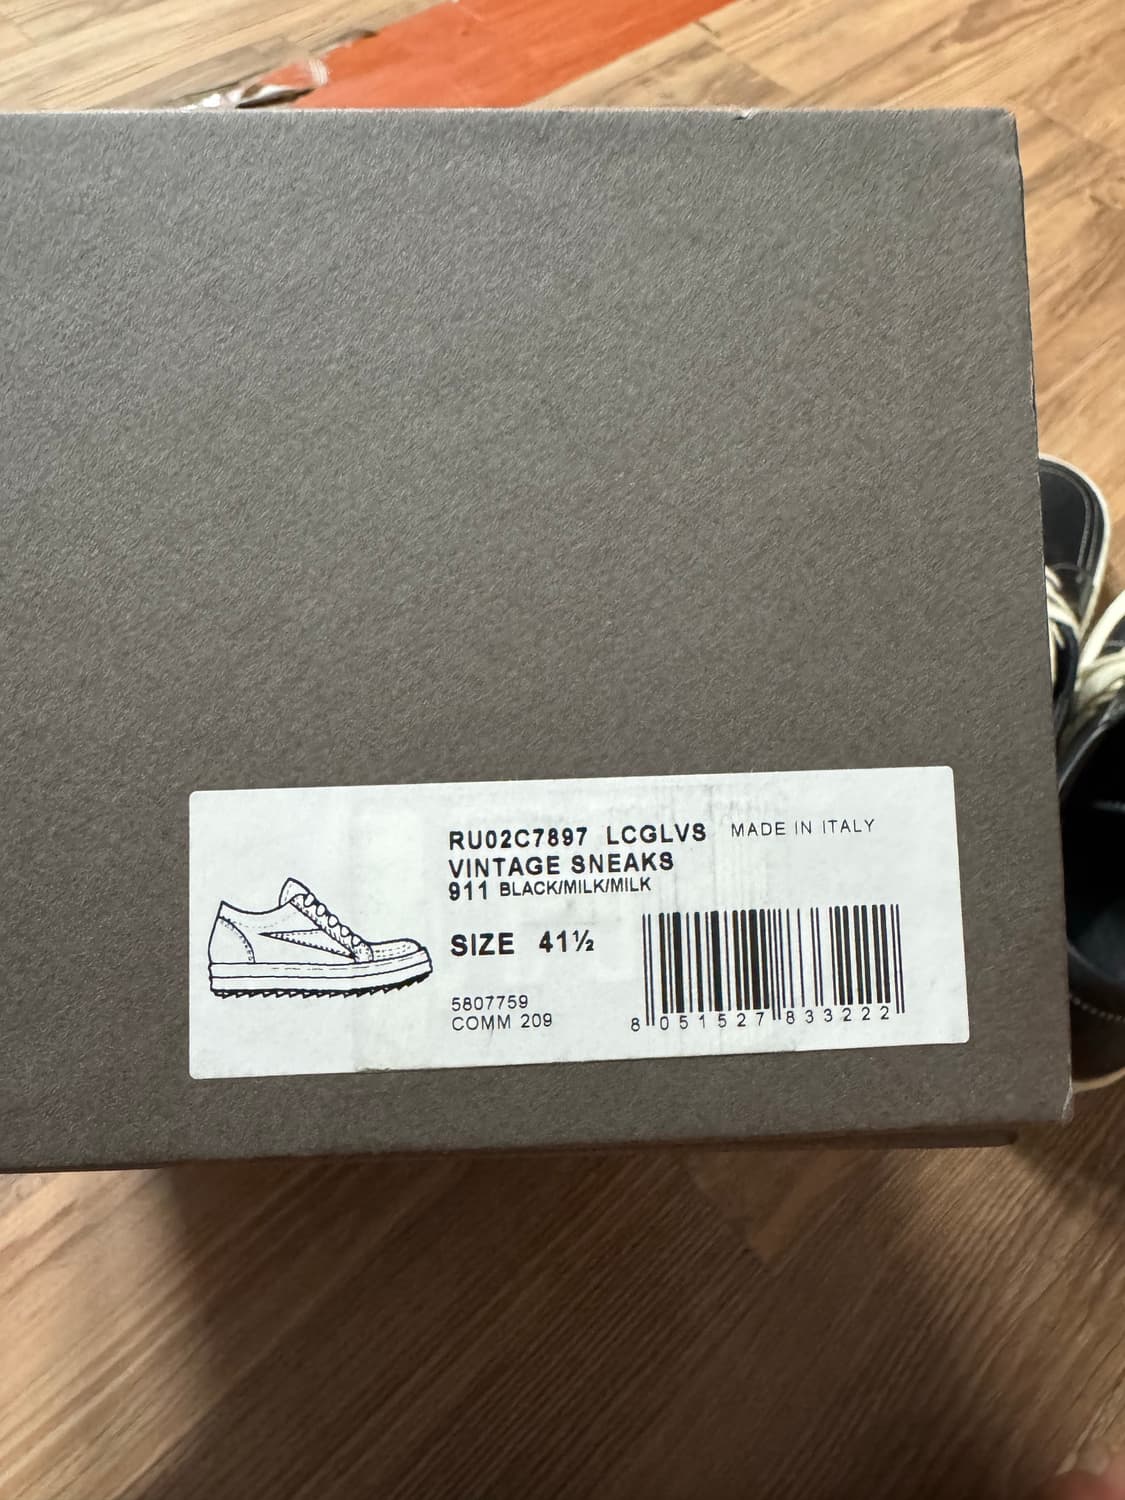 RU02C7897 LCGLVS MADE IN ITALY
VINTAGE SNEAKS
911 BLACK/MILK/MILK
SIZE 41½
5807759
COMM 209
8 051527 833222